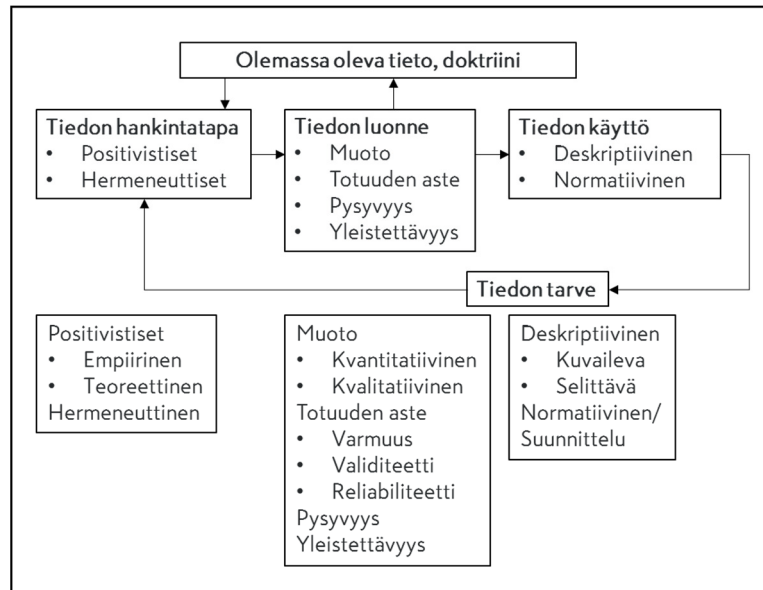 Olemassa oleva tieto, doktriini
Tiedon hankintatapa
• Positivistiset
• Hermeneuttiset
Tiedon luonne
• Muoto
• Totuuden aste
• Pysyvyys
• Yleistettävyys
Tiedon käyttö
• Deskriptiivinen
• Normatiivinen
Tiedon tarve
Positivistiset
• Empiirinen
• Teoreettinen
Hermeneuttinen
Muoto
• Kvantitatiivinen
• Kvalitatiivinen
Totuuden aste
• Varmuus
• Validiteetti
• Reliabiliteetti
Pysyvyys
Yleistettävyys
Deskriptiivinen
• Kuvaileva
• Selittävä
Normatiivinen/
Suunnittelu